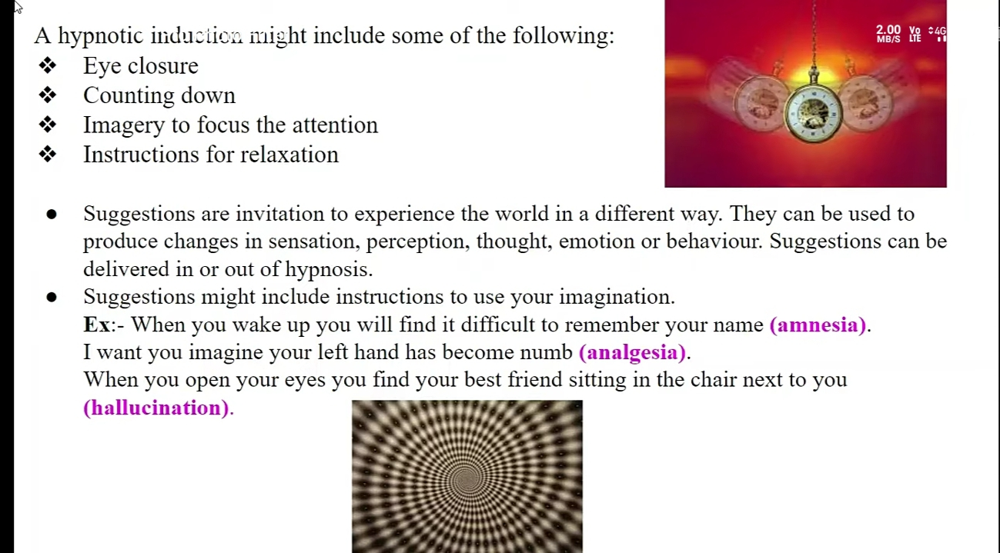 A hypnotic induction might include some of the following:
❖ Eye closure
❖ Counting down
❖ Imagery to focus the attention
❖ Instructions for relaxation
2.00 Vo 4G
MB/S LTE
● Suggestions are invitation to experience the world in a different way. They can be used to
produce changes in sensation, perception, thought, emotion or behaviour. Suggestions can be
delivered in or out of hypnosis.
● Suggestions might include instructions to use your imagination.
Ex:- When you wake up you will find it difficult to remember your name (amnesia).
I want you imagine your left hand has become numb (analgesia).
When you open your eyes you find your best friend sitting in the chair next to you
(hallucination).